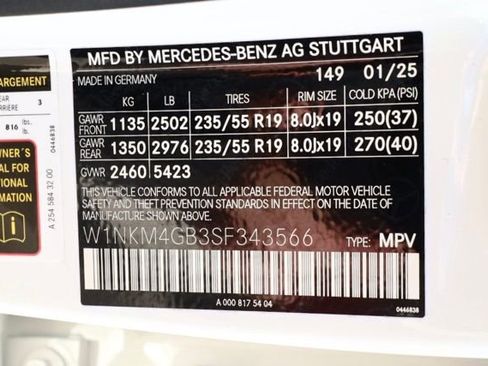 MFD BY MERCEDES-BENZ AG STUTTGART
MADE IN GERMANY 149 01/25
KG LB TIRES RIM SIZE COLD KPA(PSI)
GAWR FRONT 1135 2502 235/55 R19 8.0Jx19 250(37)
GAWR REAR 1350 2976 235/55 R19 8.0Jx19 270(40)
GVWR 2460 5423
THIS VEHICLE CONFORMS TO ALL APPLICABLE FEDERAL MOTOR VEHICLE
SAFETY AND THEFT PREVENTION STANDARDS IN EFFECT ON THE
DATE OF MANUFACTURE SHOWN ABOVE
W1NKM4GB3SF343566 TYPE: MPV
A 000 817 54 04
0446838
ARGEMENT
3
816 lbs.
0446838
FOR
A 254 584 32 00